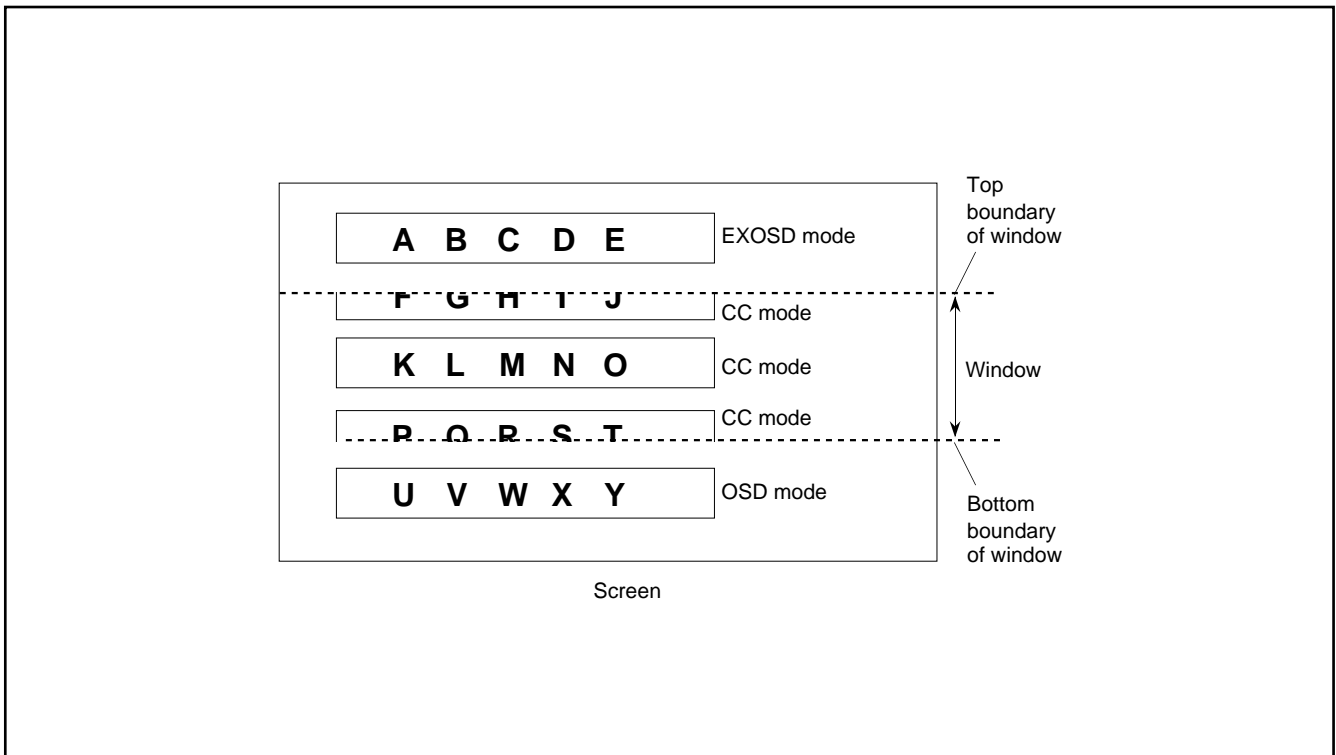 Top
boundary
of window
A B C D E
EXOSD mode
F G H I J
CC mode
K L M N O
CC mode
Window
CC mode
P Q R S T
U V W X Y
OSD mode
Bottom
boundary
of window
Screen